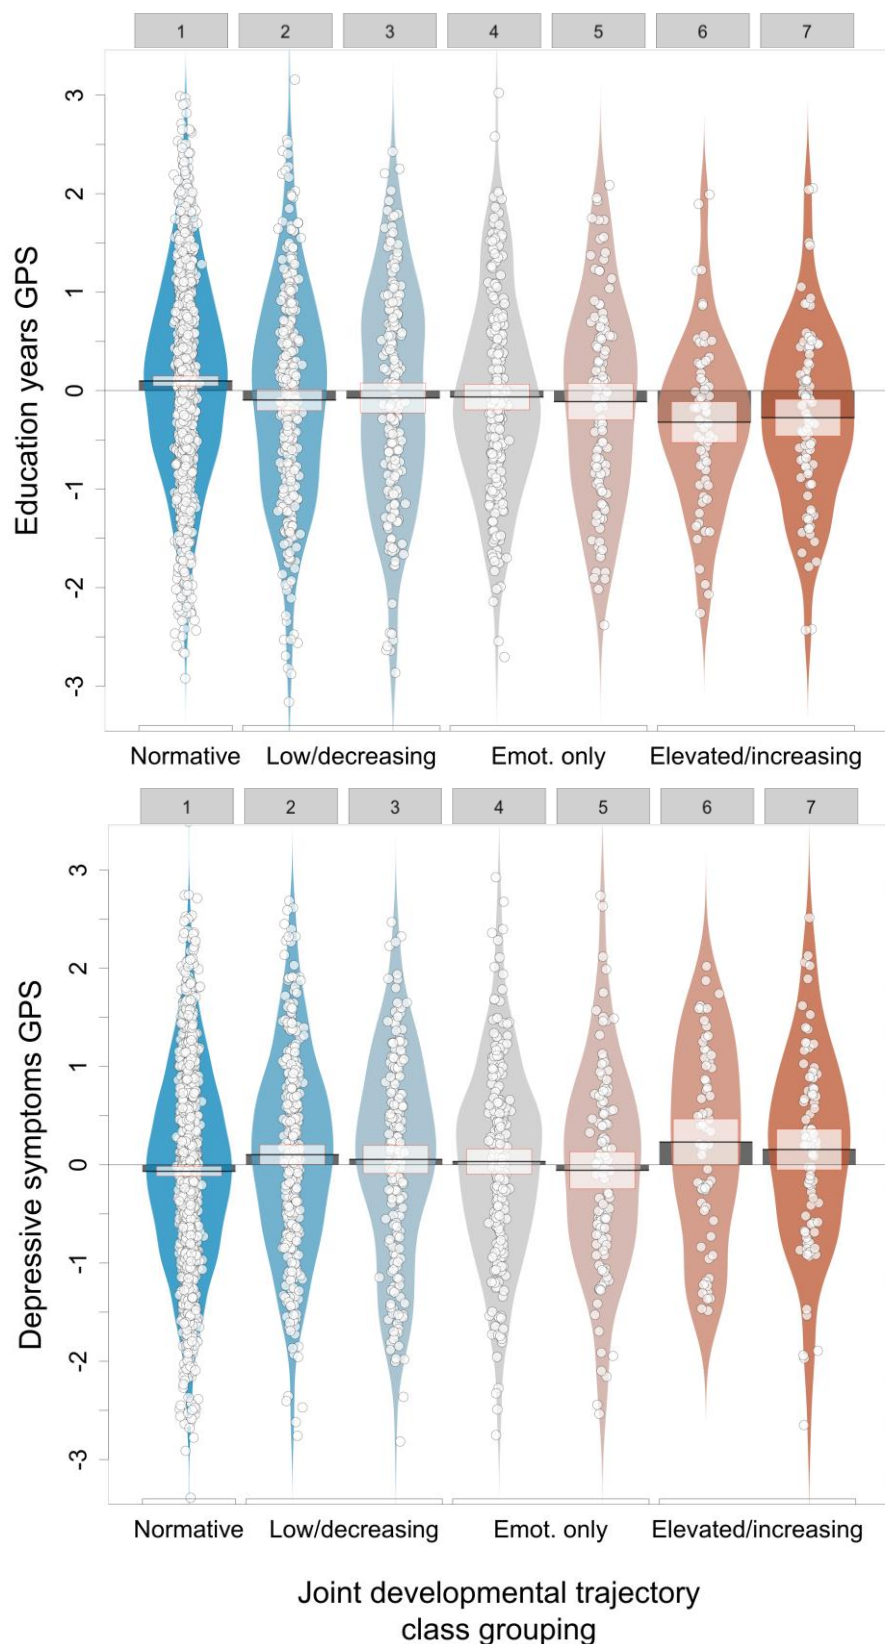 1 2 3 4 5 6 7
Education years GPS
3
2
1
0
-1
-2
-3
Normative Low/decreasing Emot. only Elevated/increasing
1 2 3 4 5 6 7
Depressive symptoms GPS
3
2
1
0
-1
-2
-3
Normative Low/decreasing Emot. only Elevated/increasing
Joint developmental trajectory
class grouping